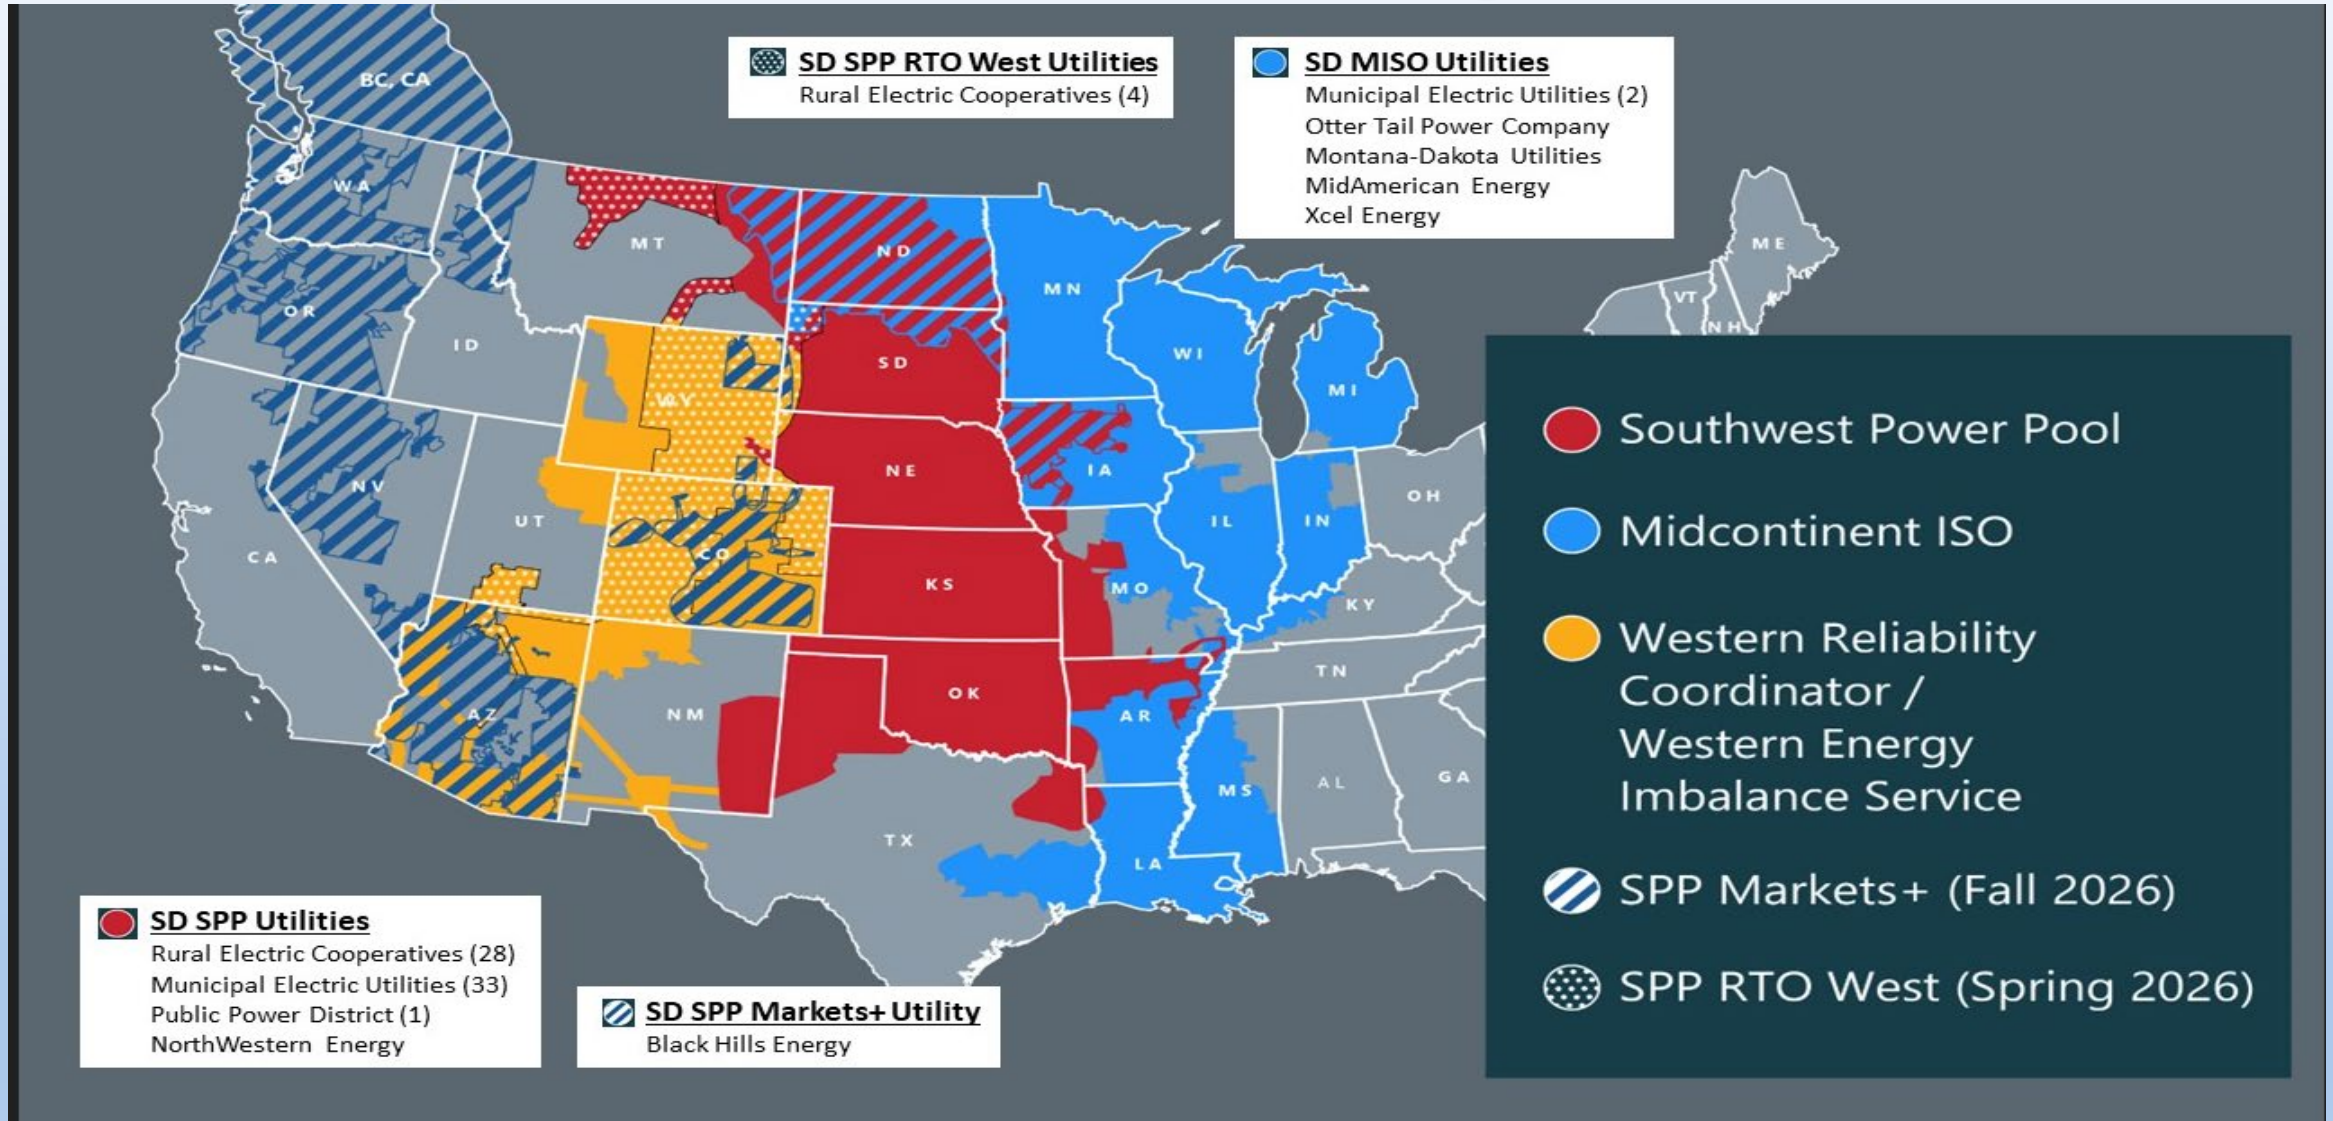 SD SPP RTO West Utilities
Rural Electric Cooperatives (4)
SD MISO Utilities
Municipal Electric Utilities (2)
Otter Tail Power Company
Montana-Dakota Utilities
MidAmerican Energy
Xcel Energy
BC, CA
WA
MT
ND
MN
ME
VT
NH
OR
ID
SD
WI
MI
WY
NE
IA
NV
UT
CO
IL
IN
OH
CA
KS
MO
KY
AZ
NM
OK
AR
TN
TX
LA
MS
AL
GA
Southwest Power Pool
Midcontinent ISO
Western Reliability
Coordinator /
Western Energy
Imbalance Service
SPP Markets+ (Fall 2026)
SPP RTO West (Spring 2026)
SD SPP Utilities
Rural Electric Cooperatives (28)
Municipal Electric Utilities (33)
Public Power District (1)
NorthWestern Energy
SD SPP Markets+ Utility
Black Hills Energy